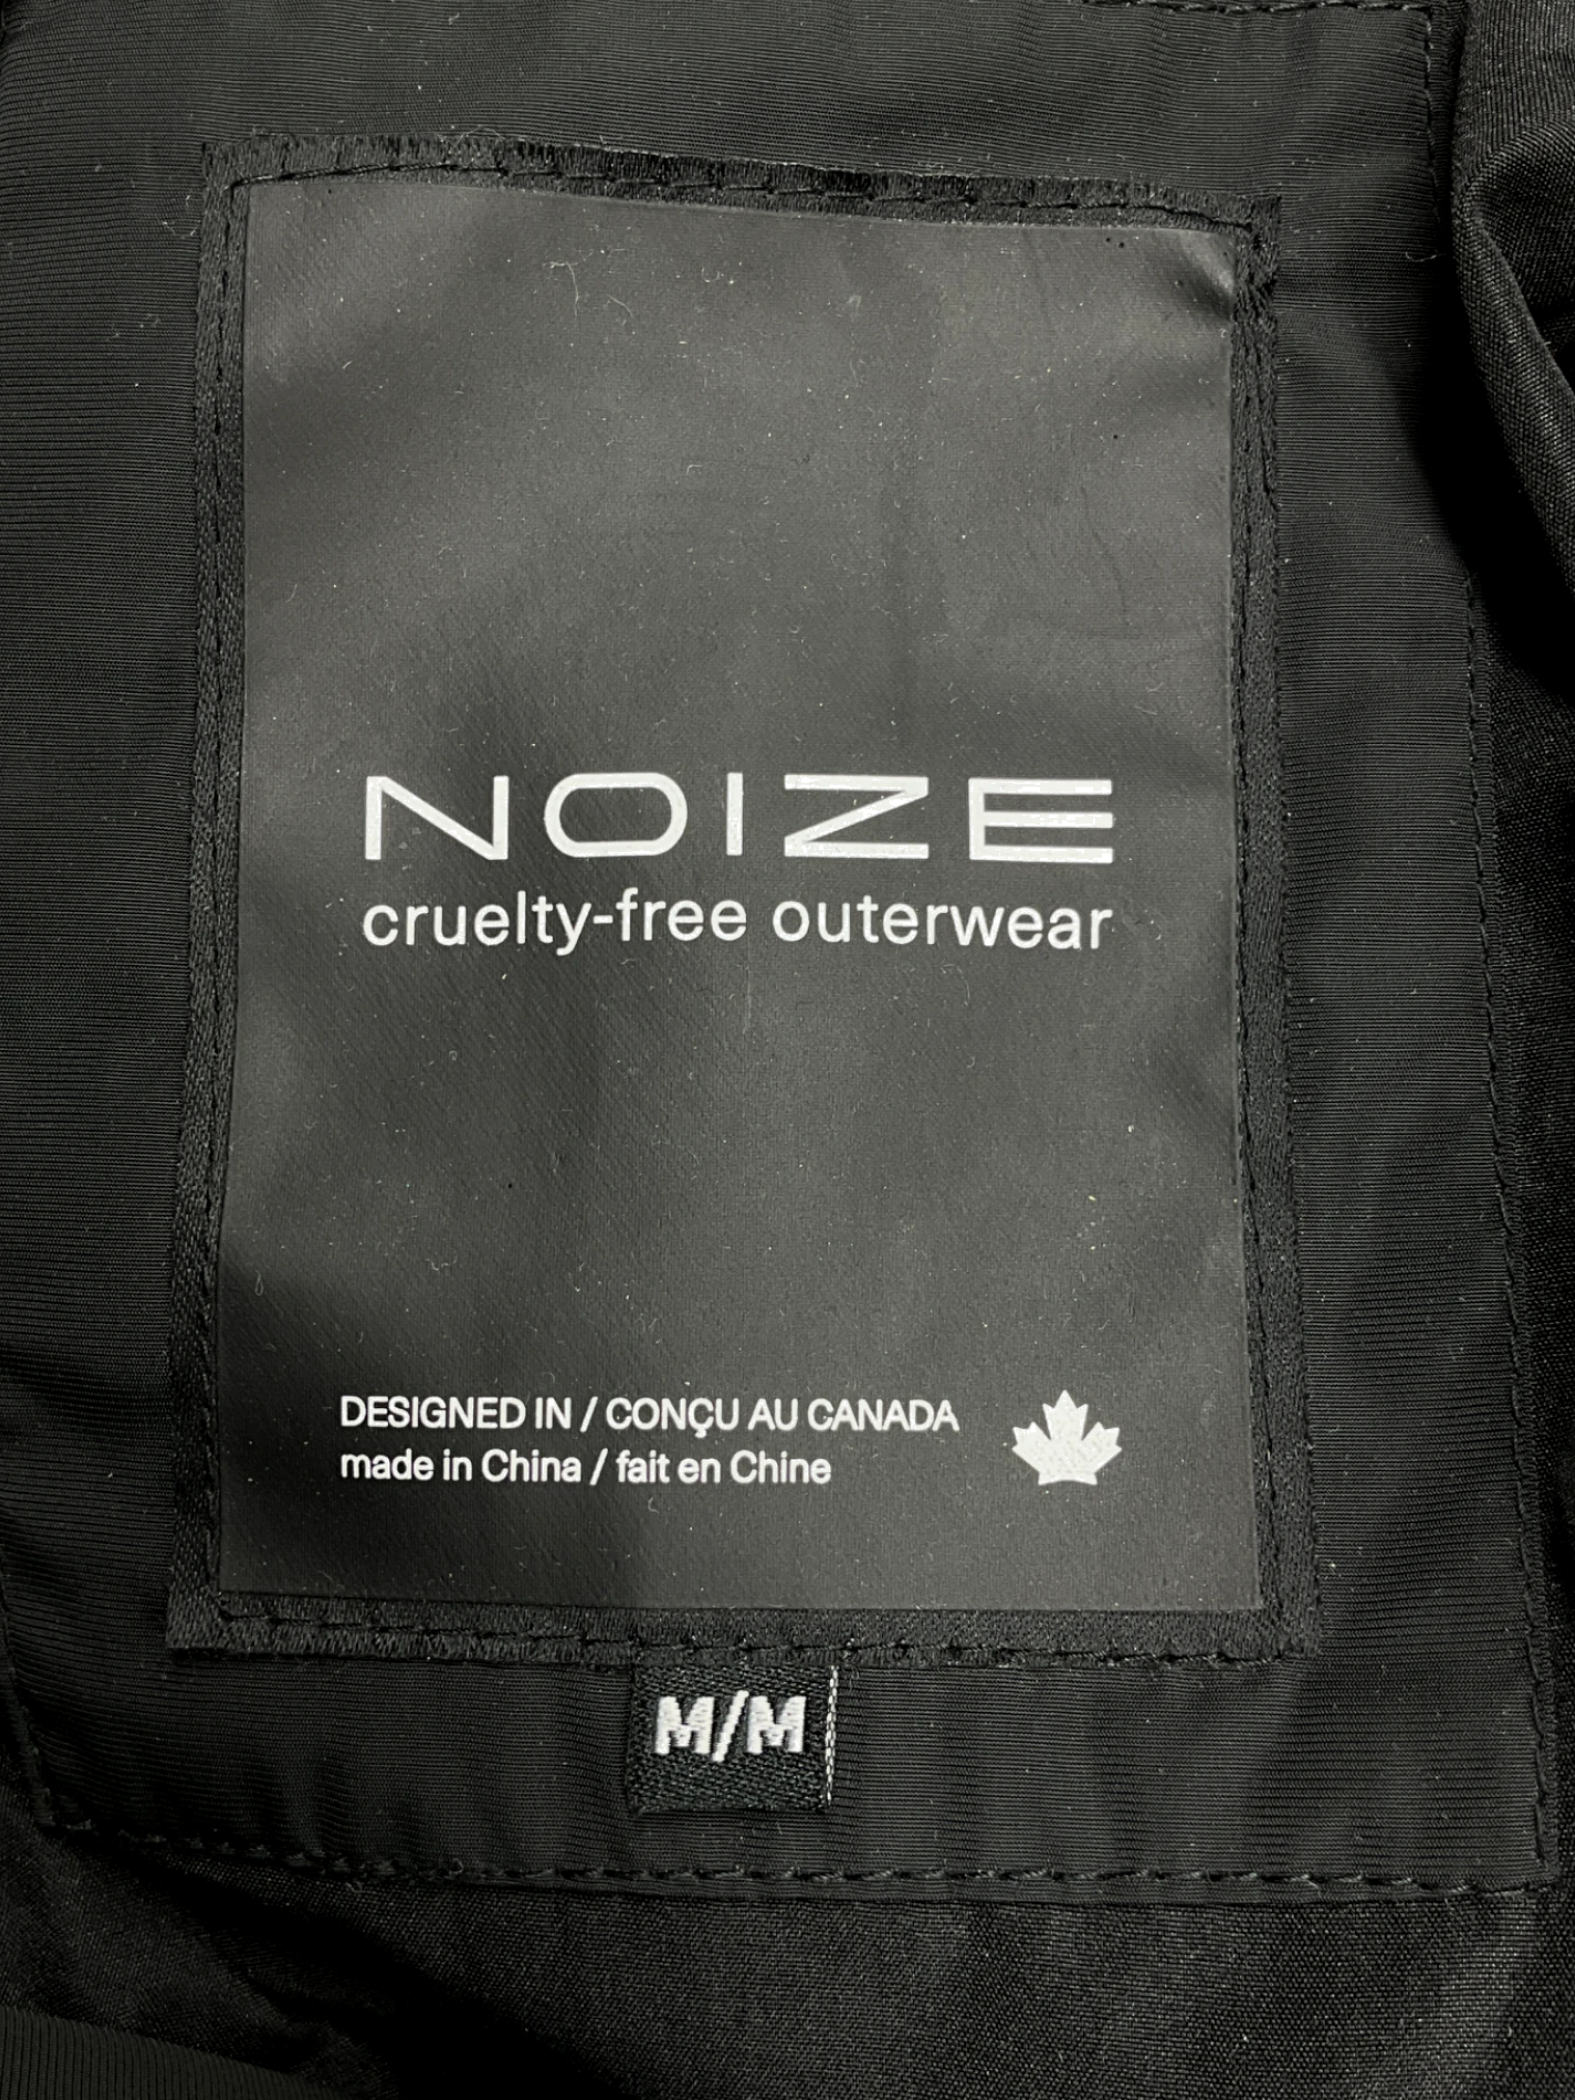 NOIZE
cruelty-free outerwear
DESIGNED IN / CONÇU AU CANADA
made in China / fait en Chine
M/M